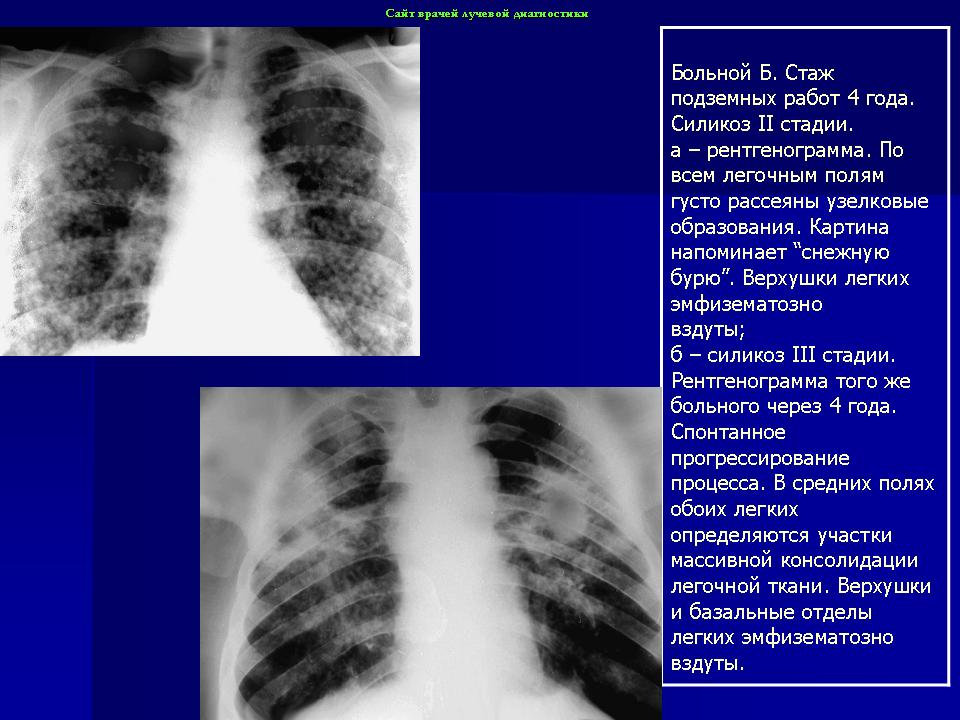 Сайт врачей лучевой диагностики
Больной Б. Стаж
подземных работ 4 года.
Силикоз II стадии.
а – рентгенограмма. По
всем легочным полям
густо рассеяны узелковые
образования. Картина
напоминает “снежную
бурю”. Верхушки легких
эмфизематозно
вздуты;
б – силикоз III стадии.
Рентгенограмма того же
больного через 4 года.
Спонтанное
прогрессирование
процесса. В средних полях
обоих легких
определяются участки
массивной консолидации
легочной ткани. Верхушки
и базальные отделы
легких эмфизематозно
вздуты.